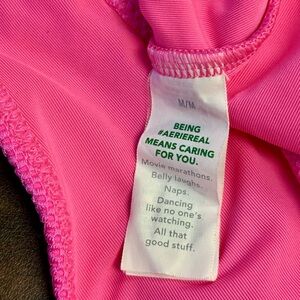 M/M
BEING
#AERIEREAL
MEANS CARING
FOR YOU.
Movie marathons.
Belly laughs.
Naps.
Dancing
like no one's
watching.
All that
good stuff.